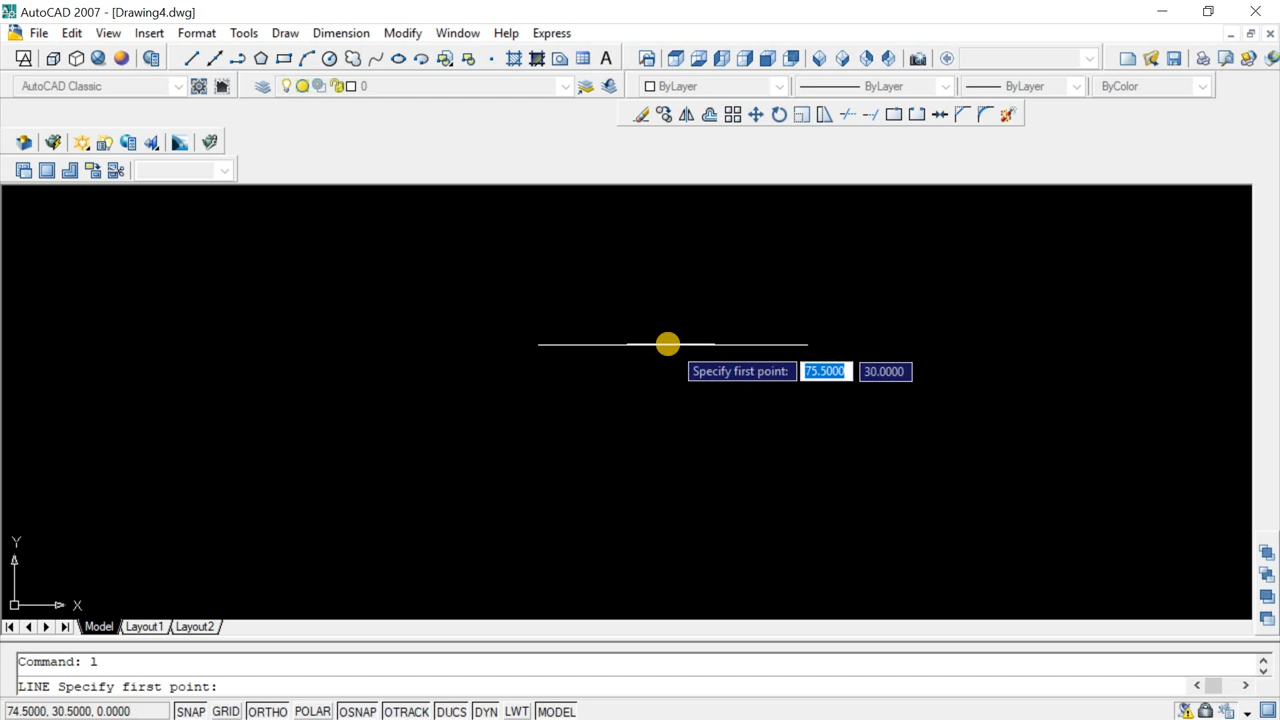 AutoCAD 2007 - [Drawing4.dwg]
File Edit View Insert Format Tools Draw Dimension Modify Window Help Express
A
AutoCAD Classic 0 ByLayer ByLayer ByLayer ByColor
Specify first point: 75.5000 30.0000
Y
X
Model Layout1 Layout2
Command: l
LINE Specify first point:
74.5000, 30.5000, 0.0000 SNAP GRID ORTHO POLAR OSNAP OTRACK DUCS DYN LWT MODEL